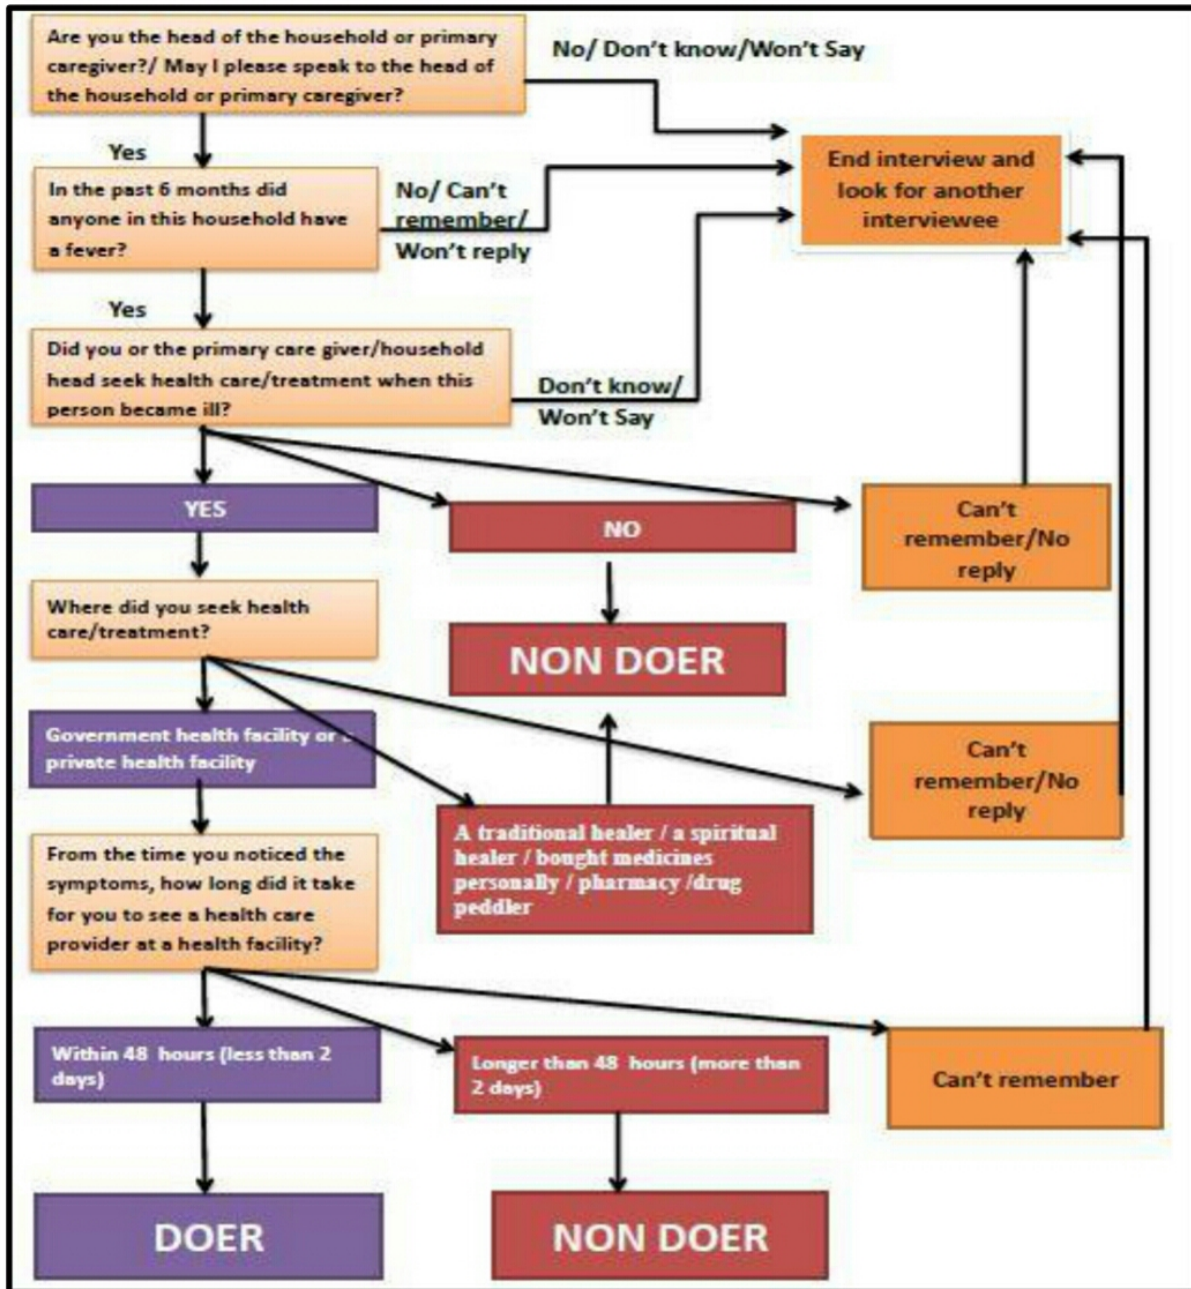 Are you the head of the household or primary
caregiver?/ May I please speak to the head of
the household or primary caregiver?
No/ Don't know/Won't Say
End interview and
look for another
interviewee
Yes
In the past 6 months did
anyone in this household have
a fever?
No/ Can't
remember/
Won't reply
Yes
Did you or the primary care giver/household
head seek health care/treatment when this
person became ill?
Don't know/
Won't Say
YES
NO
Can't
remember/No
reply
Where did you seek health
care/treatment?
NON DOER
Government health facility or a
private health facility
Can't
remember/No
reply
A traditional healer / a spiritual
healer / bought medicines
personally / pharmacy /drug
peddler
From the time you noticed the
symptoms, how long did it take
for you to see a health care
provider at a health facility?
Within 48 hours (less than 2
days)
Longer than 48 hours (more than
2 days)
Can't remember
DOER
NON DOER